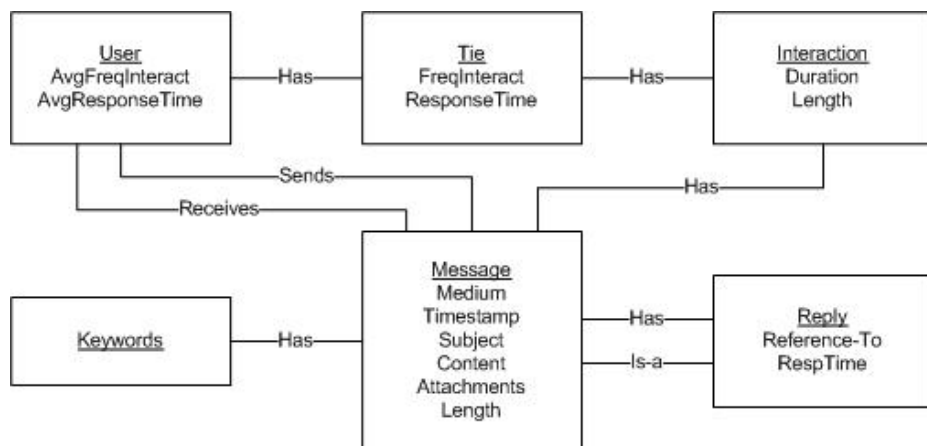 User
AvgFreqInteract
AvgResponseTime
Has
Tie
FreqInteract
ResponseTime
Has
Interaction
Duration
Length
Sends
Receives
Has
Keywords
Has
Message
Medium
Timestamp
Subject
Content
Attachments
Length
Has
Is-a
Reply
Reference-To
RespTime